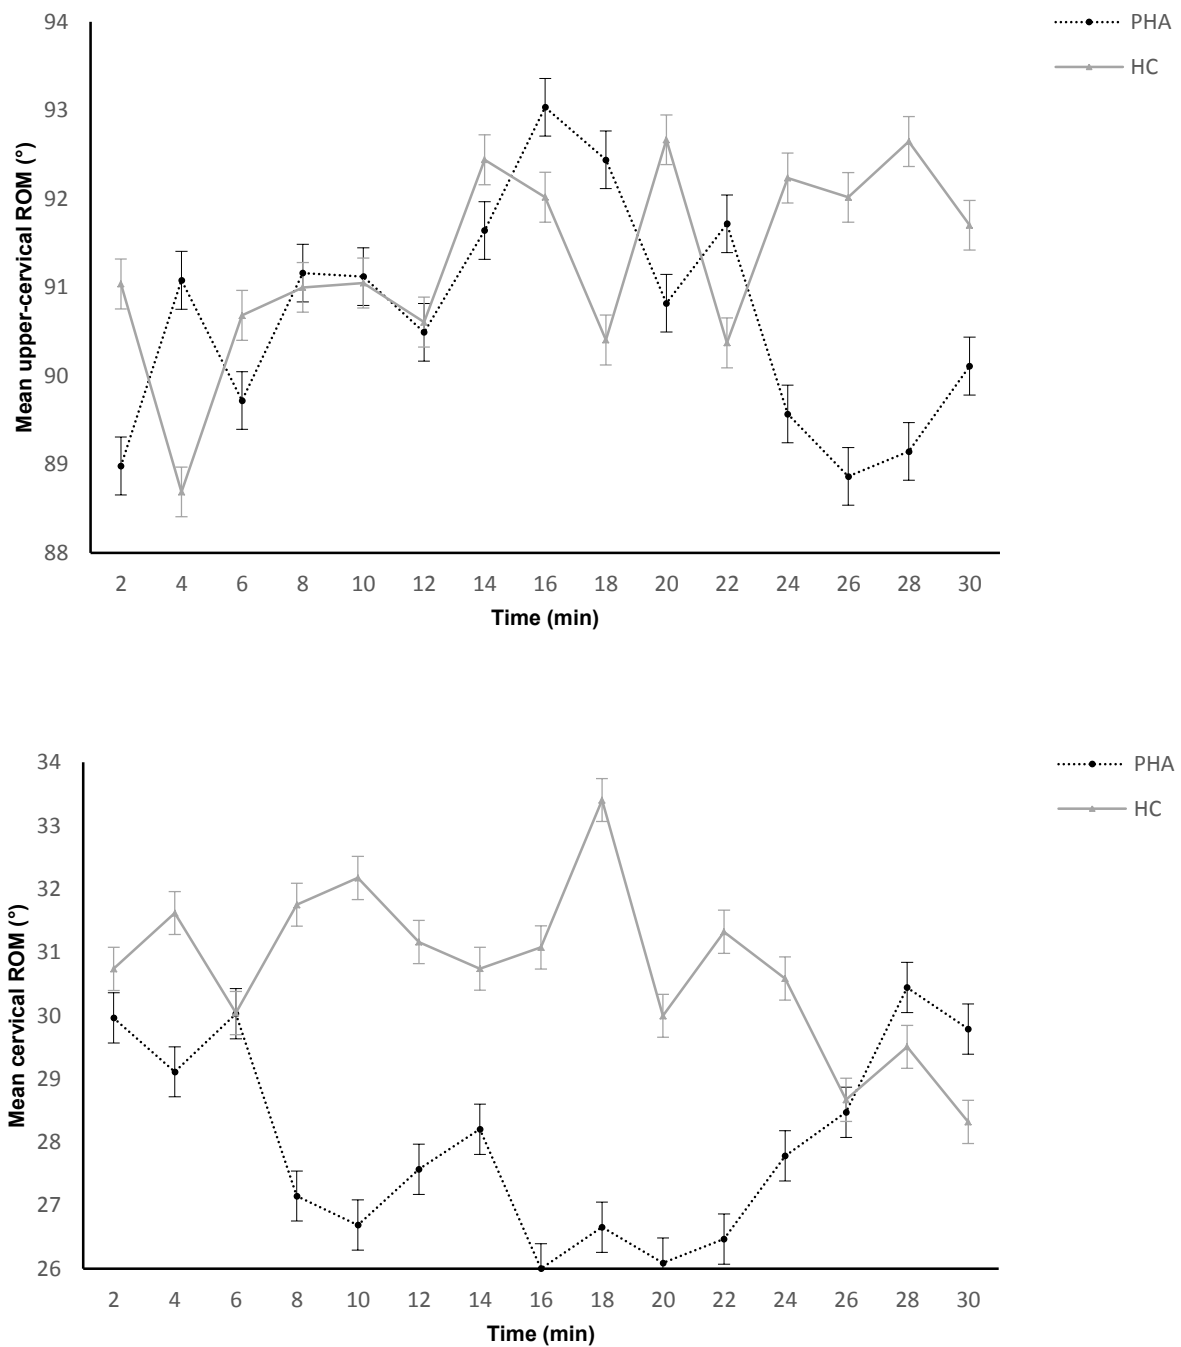 94
93
92
91
90
89
88
Mean upper-cervical ROM (°)
2 4 6 8 10 12 14 16 18 20 22 24 26 28 30
Time (min)
PHA
HC
34
33
32
31
30
29
28
27
26
Mean cervical ROM (°)
2 4 6 8 10 12 14 16 18 20 22 24 26 28 30
Time (min)
PHA
HC